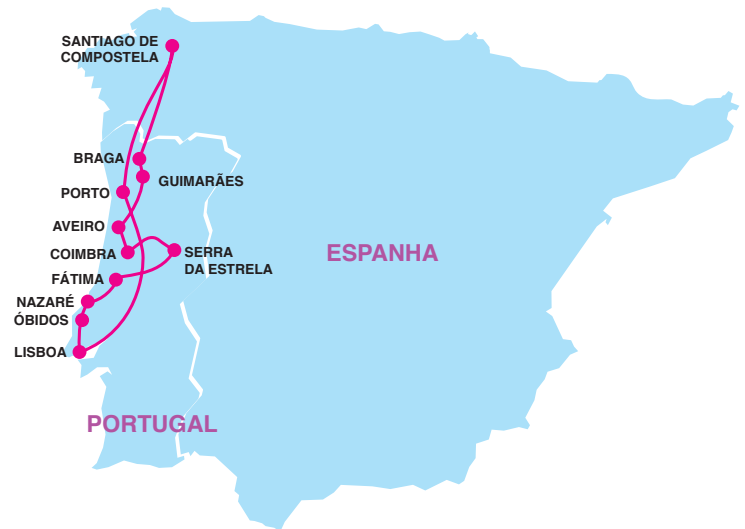 SANTIAGO DE
COMPOSTELA
BRAGA
GUIMARÃES
PORTO
AVEIRO
COIMBRA
SERRA
DA ESTRELA
ESPANHA
FÁTIMA
NAZARÉ
ÓBIDOS
LISBOA
PORTUGAL